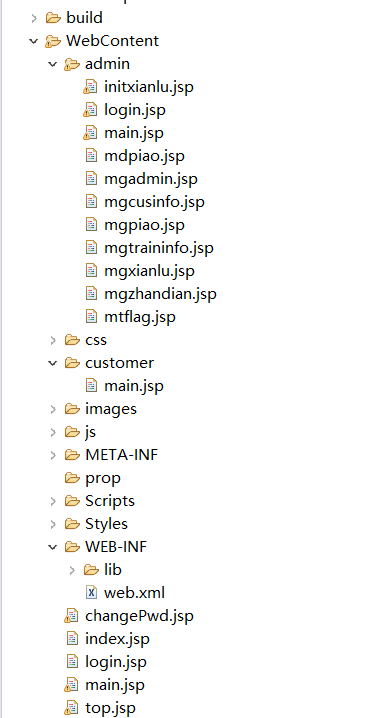 build
WebContent
admin
initxianlu.jsp
login.jsp
main.jsp
mdpiao.jsp
mgadmin.jsp
mgcusinfo.jsp
mgpiao.jsp
mgtraininfo.jsp
mgxianlu.jsp
mgzhandian.jsp
mtflag.jsp
css
customer
main.jsp
images
js
META-INF
prop
Scripts
Styles
WEB-INF
lib
web.xml
changePwd.jsp
index.jsp
login.jsp
main.jsp
top.jsp